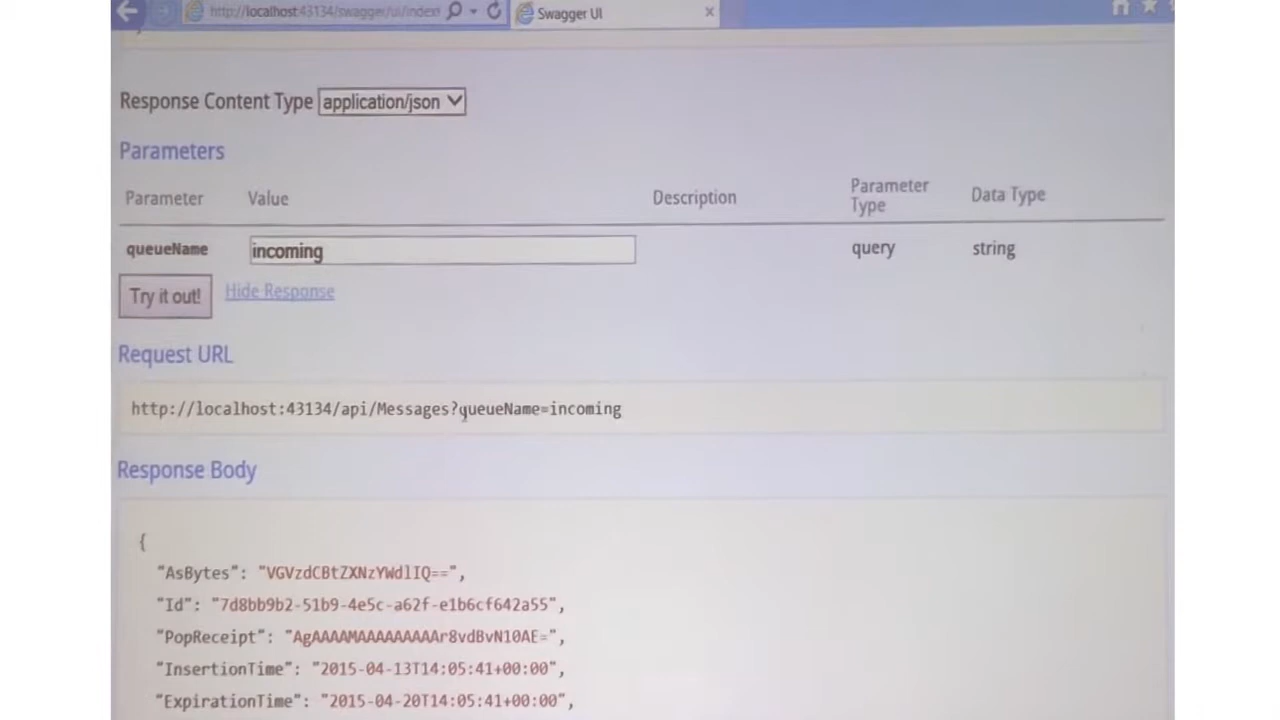 http://localhost:43134/swagger/ui/index
Swagger UI
Response Content Type application/json
Parameters
Parameter Value Description Parameter Type Data Type
queueName incoming query string
Try it out! Hide Response
Request URL
http://localhost:43134/api/Messages?queueName=incoming
Response Body
{
"AsBytes": "VGVzdCBtZXNzYWdlIQ==",
"Id": "7d8bb9b2-51b9-4e5c-a62f-e1b6cf642a55",
"PopReceipt": "AgAAAAMAAAAAAAAAr8vdBvN10AE=",
"InsertionTime": "2015-04-13T14:05:41+00:00",
"ExpirationTime": "2015-04-20T14:05:41+00:00",